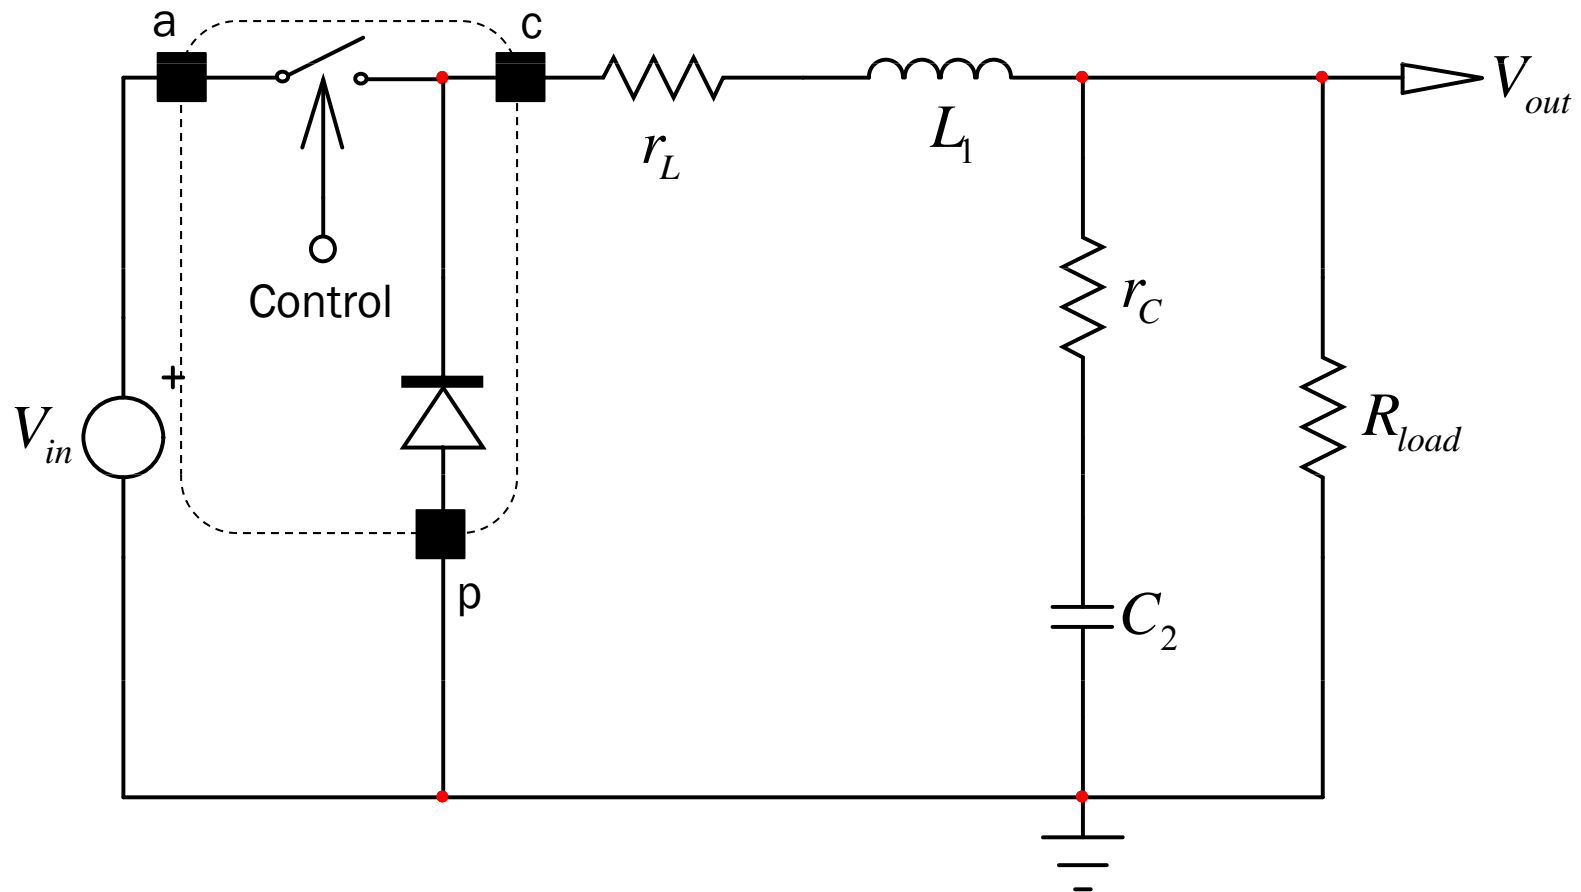 a
c
V_out
r_L
L_1
r_C
Control
+
V_in
R_load
p
C_2